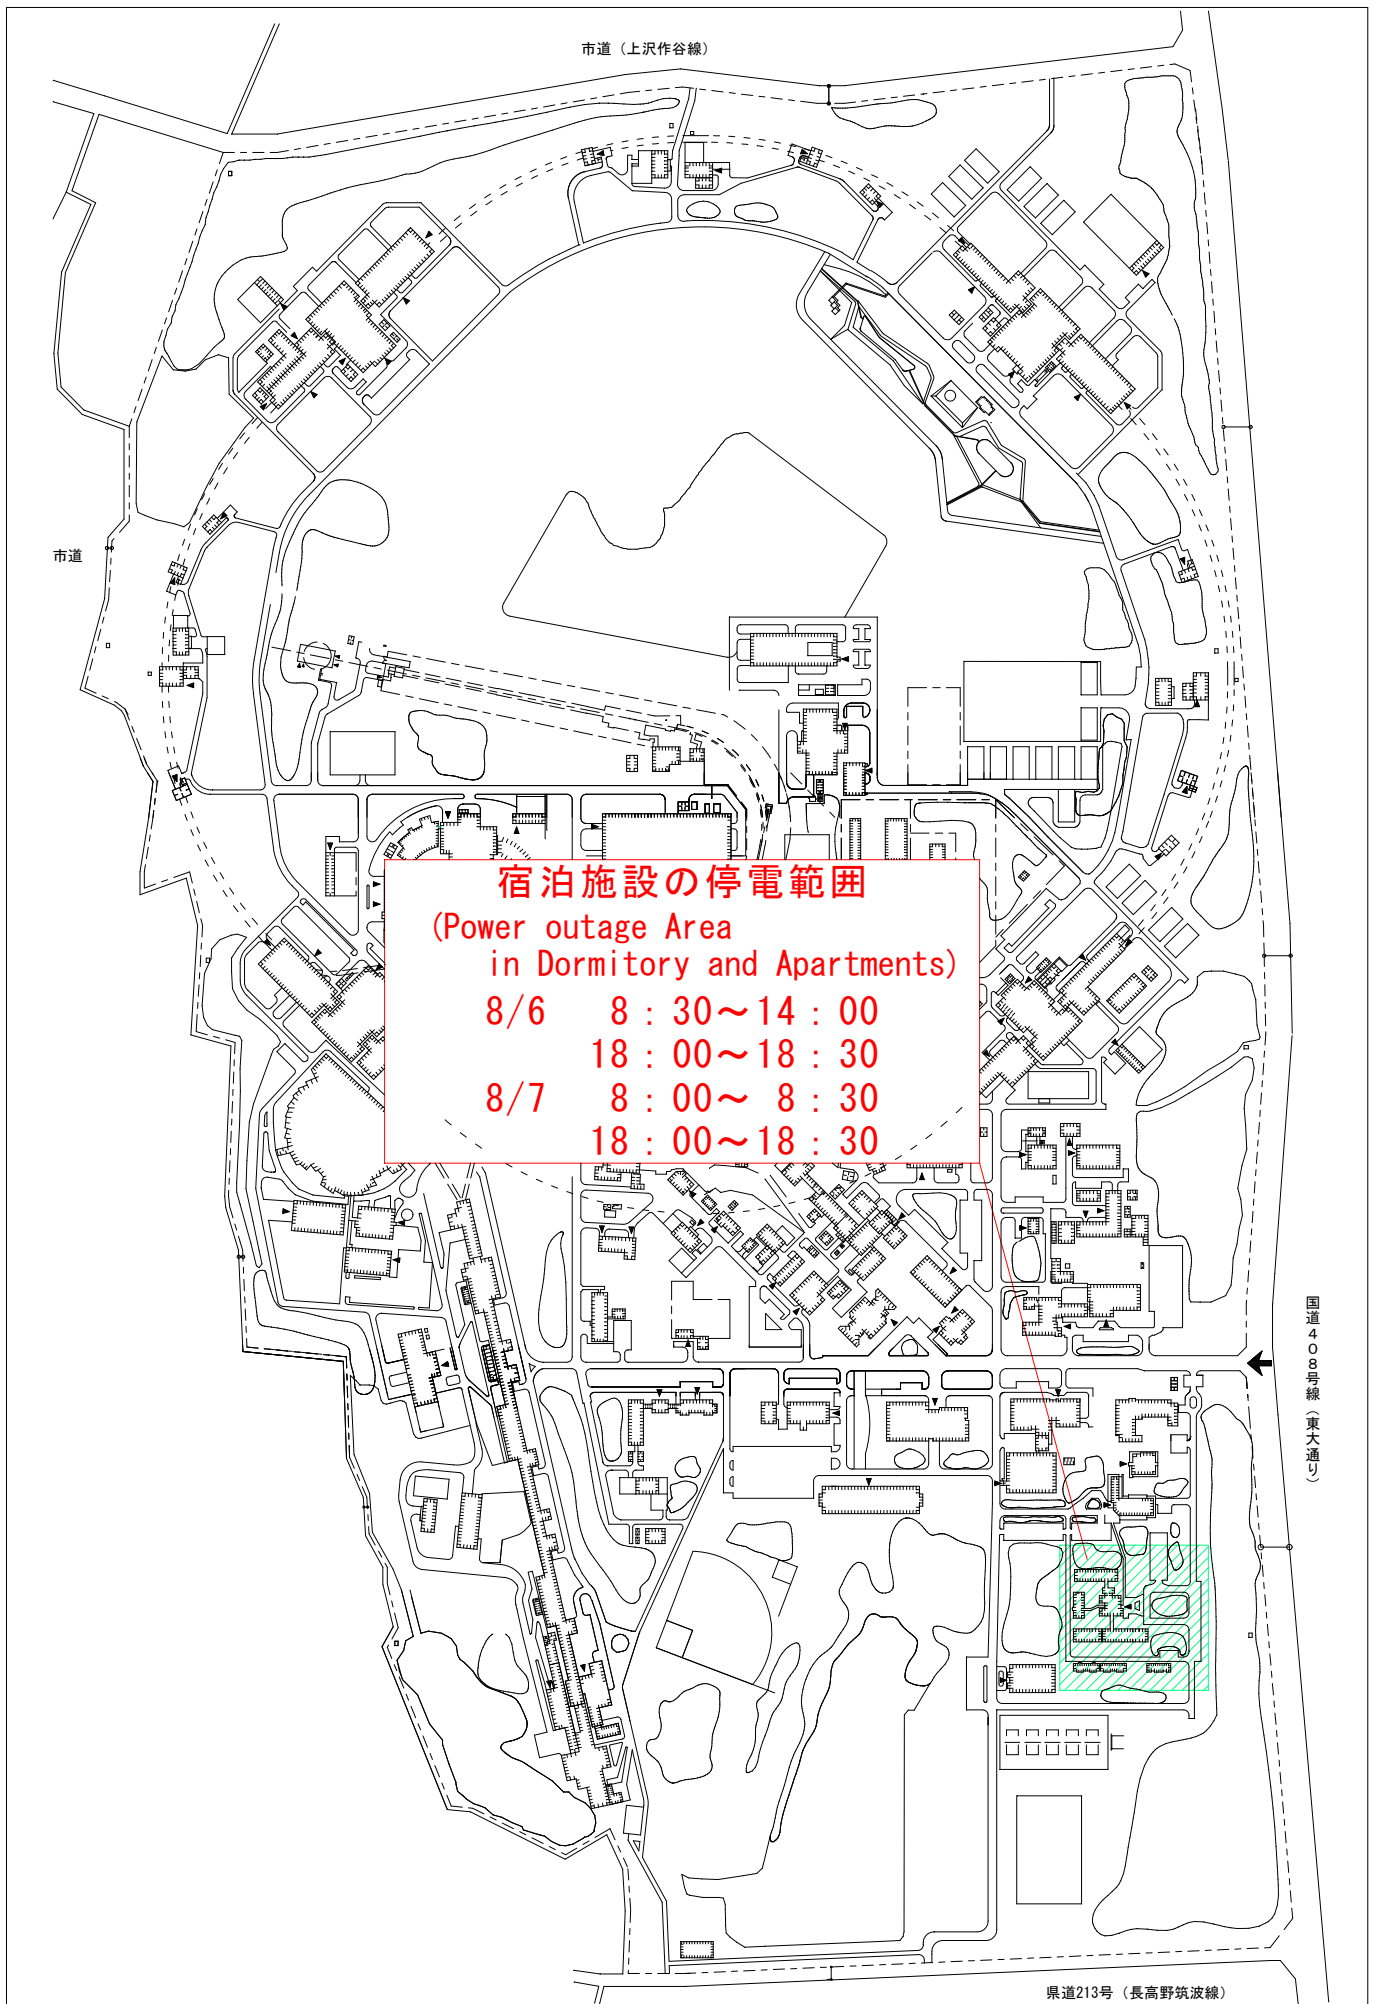 市道（上沢作谷線）
市道
宿泊施設の停電範囲
(Power outage Area
in Dormitory and Apartments)
8/6 8：30～14：00
18：00～18：30
8/7 8：00～ 8：30
18：00～18：30
国道４０８号線（東大通り）
県道213号（長高野筑波線）